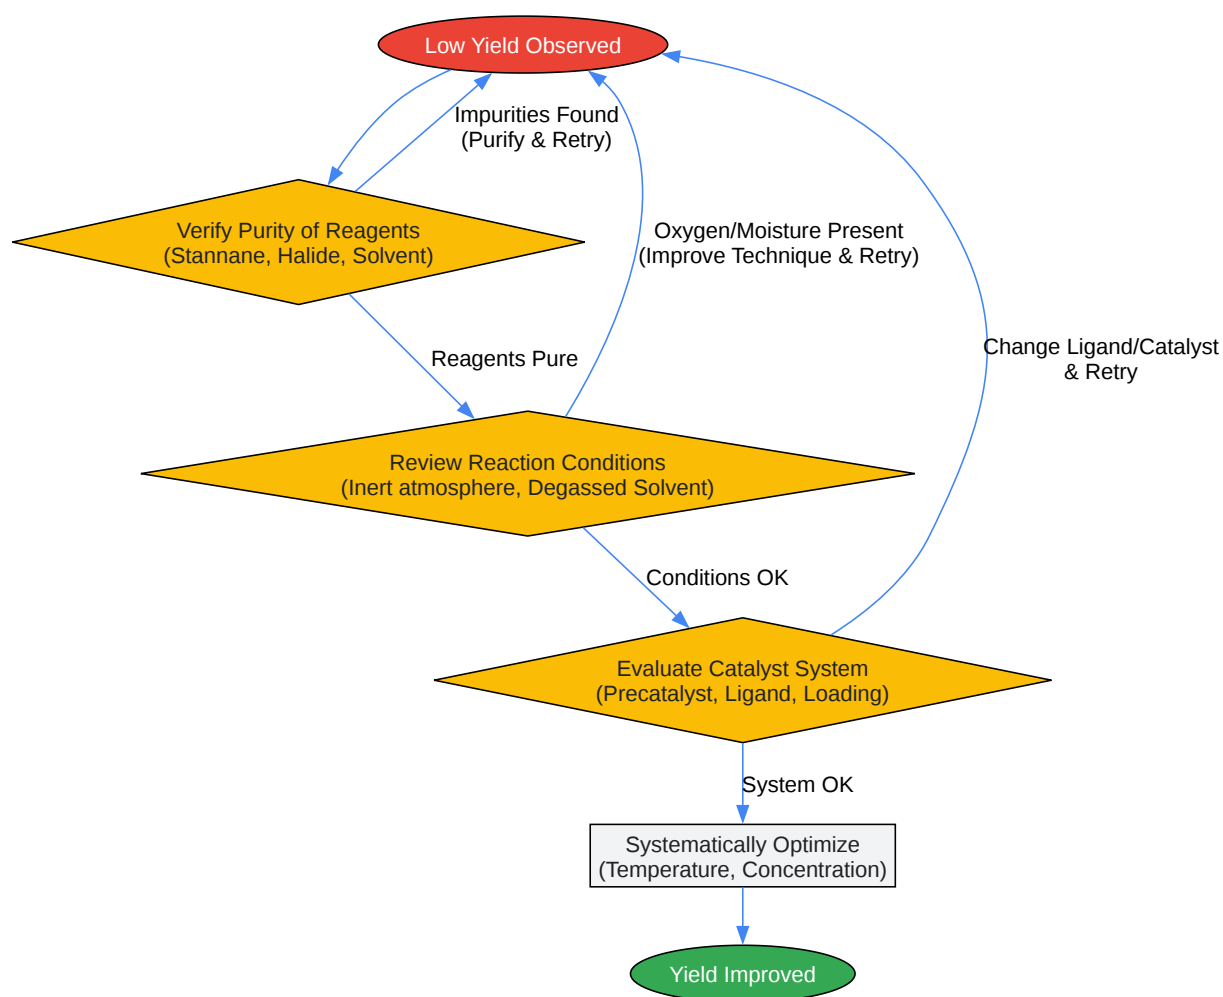 Low Yield Observed
Impurities Found
(Purify & Retry)
Verify Purity of Reagents
(Stannane, Halide, Solvent)
Oxygen/Moisture Present
(Improve Technique & Retry)
Change Ligand/Catalyst
& Retry
Reagents Pure
Review Reaction Conditions
(Inert atmosphere, Degassed Solvent)
Conditions OK
Evaluate Catalyst System
(Precatalyst, Ligand, Loading)
System OK
Systematically Optimize
(Temperature, Concentration)
Yield Improved